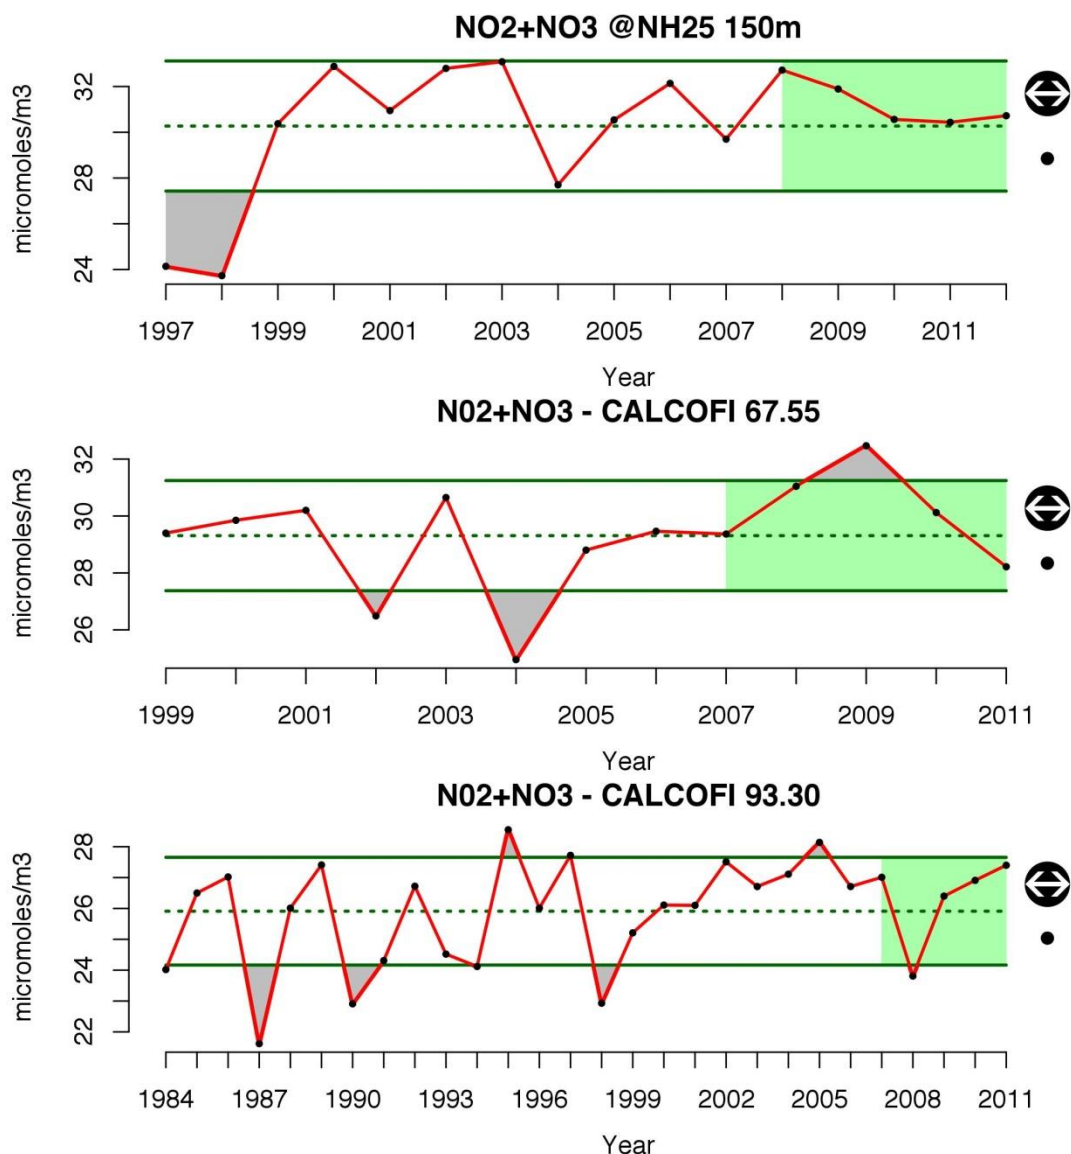 NO2+NO3 @NH25 150m
micromoles/m3
32
28
24
1997 1999 2001 2003 2005 2007 2009 2011
Year
N02+NO3 - CALCOFI 67.55
micromoles/m3
32
30
28
26
1999 2001 2003 2005 2007 2009 2011
Year
N02+NO3 - CALCOFI 93.30
micromoles/m3
28
26
24
22
1984 1987 1990 1993 1996 1999 2002 2005 2008 2011
Year